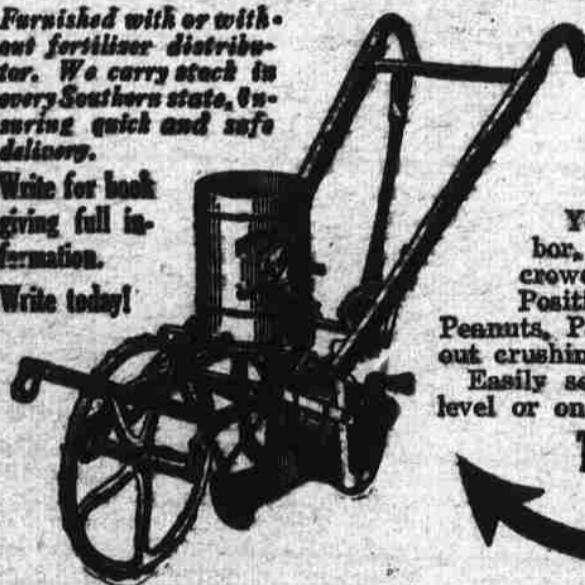 Furnished with or with-
out fertilizer distribu-
tor. We carry stock in
every Southern state, in-
suring quick and safe
delivery.
Write for book
giving full in-
formation.
Write today!
bor,
crow
Positi
Peanuts, P
out crushin
Easily s
level or on